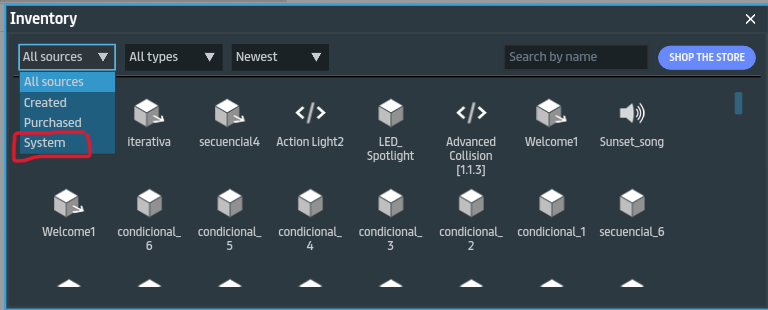 Inventory
All sources All types Newest Search by name SHOP THE STORE
All sources
Created
Purchased
System
iterativa secuencial4 Action Light2 LED_ Advanced Welcome1 Sunset_song
Spotlight Collision
[1.1.3]
Welcome1 condicional_ condicional_ condicional_ condicional_ condicional_ condicional_1 secuencial_6
6 5 4 3 2